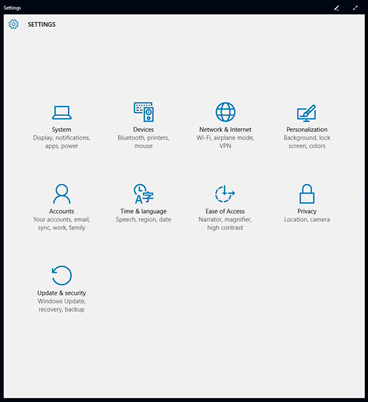 Settings
SETTINGS
System
Display, notifications,
apps, power
Devices
Bluetooth, printers,
mouse
Network & Internet
Wi-Fi, airplane mode,
VPN
Personalization
Background, lock
screen, colors
Accounts
Your accounts, email,
sync, work, family
A字
Time & language
Speech, region, date
Ease of Access
Narrator, magnifier,
high contrast
Privacy
Location, camera
Update & security
Windows Update,
recovery, backup